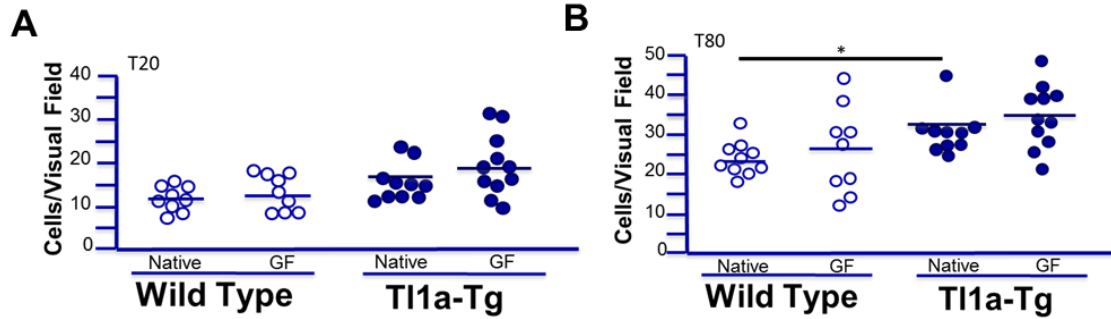 A
T20
Cells/Visual Field
40
30
20
10
0
Native GF Native GF
Wild Type Tl1a-Tg
B
T80
*
Cells/Visual Field
50
40
30
20
10
0
Native GF Native GF
Wild Type Tl1a-Tg